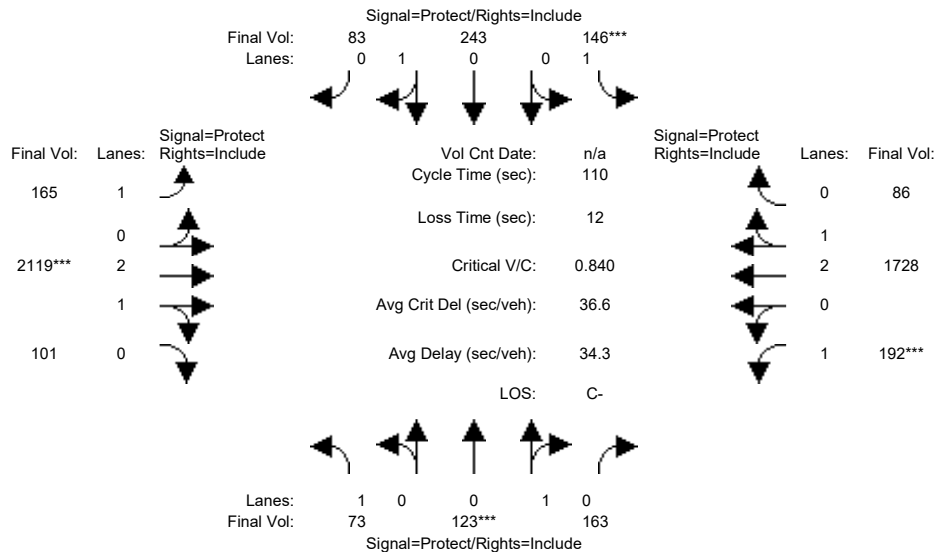 Signal=Protect/Rights=Include
Final Vol: 83 243 146***
Lanes: 0 1 0 0 1
Signal=Protect Signal=Protect
Final Vol: Lanes: Rights=Include Vol Cnt Date: n/a Rights=Include Lanes: Final Vol:
Cycle Time (sec): 110
165 1 0 86
Loss Time (sec): 12
0 1
2119*** 2 Critical V/C: 0.840 2 1728
1 Avg Crit Del (sec/veh): 36.6 0
101 0 Avg Delay (sec/veh): 34.3 1 192***
LOS: C-
Lanes: 1 0 0 1 0
Final Vol: 73 123*** 163
Signal=Protect/Rights=Include